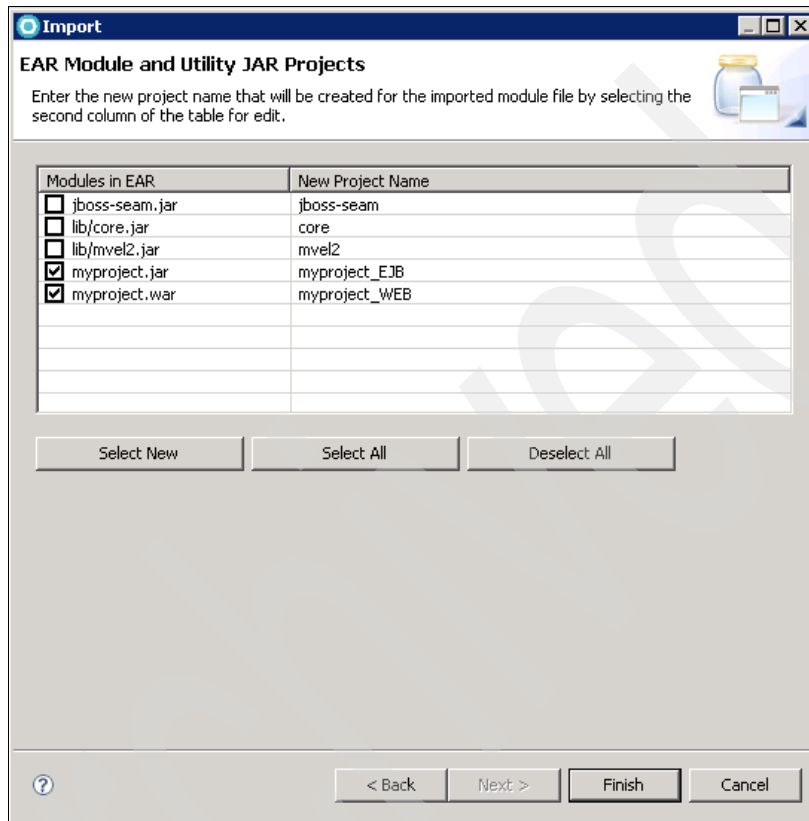 Import
EAR Module and Utility JAR Projects
Enter the new project name that will be created for the imported module file by selecting the
second column of the table for edit.
Modules in EAR New Project Name
jboss-seam.jar jboss-seam
lib/core.jar core
lib/mvel2.jar mvel2
myproject.jar myproject_EJB
myproject.war myproject_WEB
Select New Select All Deselect All
? < Back Next > Finish Cancel